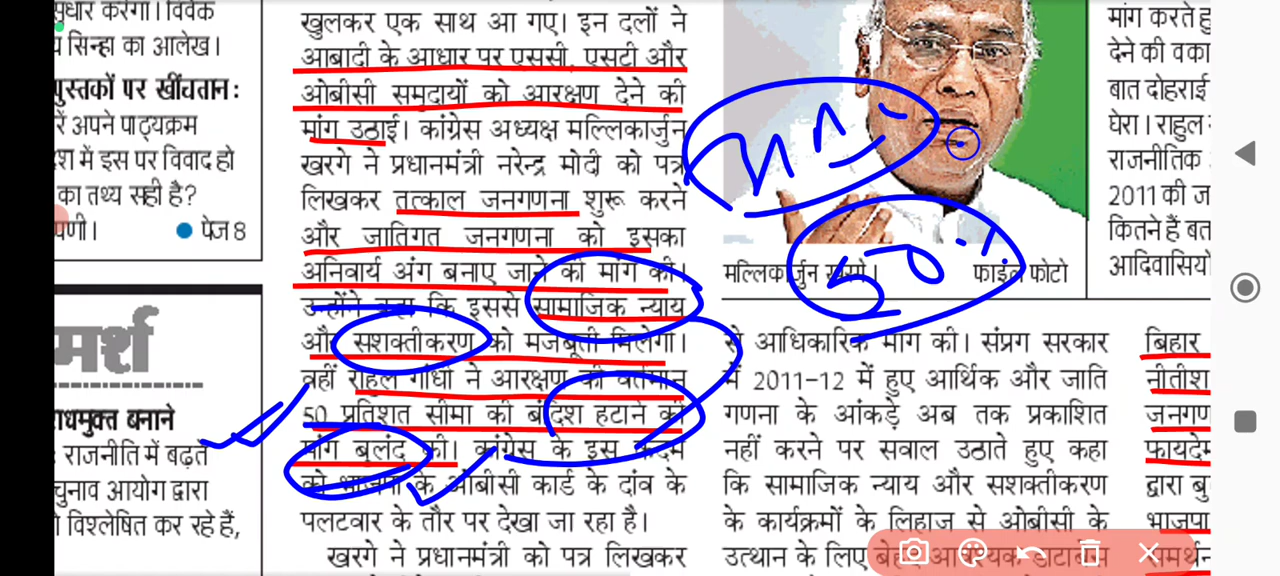 सुधार करेगा। विवेक
सिन्हा का आलेख।
पुस्तकों पर खींचतान:
रें अपने पाठ्यक्रम
में इस पर विवाद हो
का तथ्य सही है?
पेज 8
मर्श
राजनीति में बढ़ते
चुनाव आयोग द्वारा
विश्लेषित कर रहे हैं,
खुलकर एक साथ आ गए। इन दलों ने
आबादी के आधार पर एससी, एसटी और
ओबीसी समुदायों को आरक्षण देने की
मांग उठाई। कांग्रेस अध्यक्ष मल्लिकार्जुन
खरगे ने प्रधानमंत्री नरेन्द्र मोदी को पत्र
लिखकर तत्काल जनगणना शुरू करने
और जातिगत जनगणना को इसका
अनिवार्य अंग बनाए जाने की मांग की।
उन्होंने कहा कि इससे सामाजिक न्याय
और सशक्तीकरण को मजबूती मिलेगी।
वहीं राहुल गांधी ने आरक्षण की वर्तमान
50 प्रतिशत सीमा की बंदिश हटाने की
मांग बुलंद की। कांग्रेस के इस कदम
को भाजपा के ओबीसी कार्ड के दांव के
पलटवार के तौर पर देखा जा रहा है।
खरगे ने प्रधानमंत्री को पत्र लिखकर
मल्लिकार्जुन खरगे। फाइल फोटो
50
से आधिकारिक मांग की। संप्रग सरकार
में 2011-12 में हुए आर्थिक और जाति
गणना के आंकड़े अब तक प्रकाशित
नहीं करने पर सवाल उठाते हुए कहा
कि सामाजिक न्याय और सशक्तीकरण
के कार्यक्रमों के लिहाज से ओबीसी के
उत्थान के लिए बेहद आवश्यक डाटाबेस
मांग करते हु
देने की वका
बात दोहराई
घेरा। राहुल
राजनीतिक
2011 की ज
कितने हैं बत
आदिवासियो
बिहार
नीतीश
जनगण
फायदेम
द्वारा बु
भाजपा
समर्थन